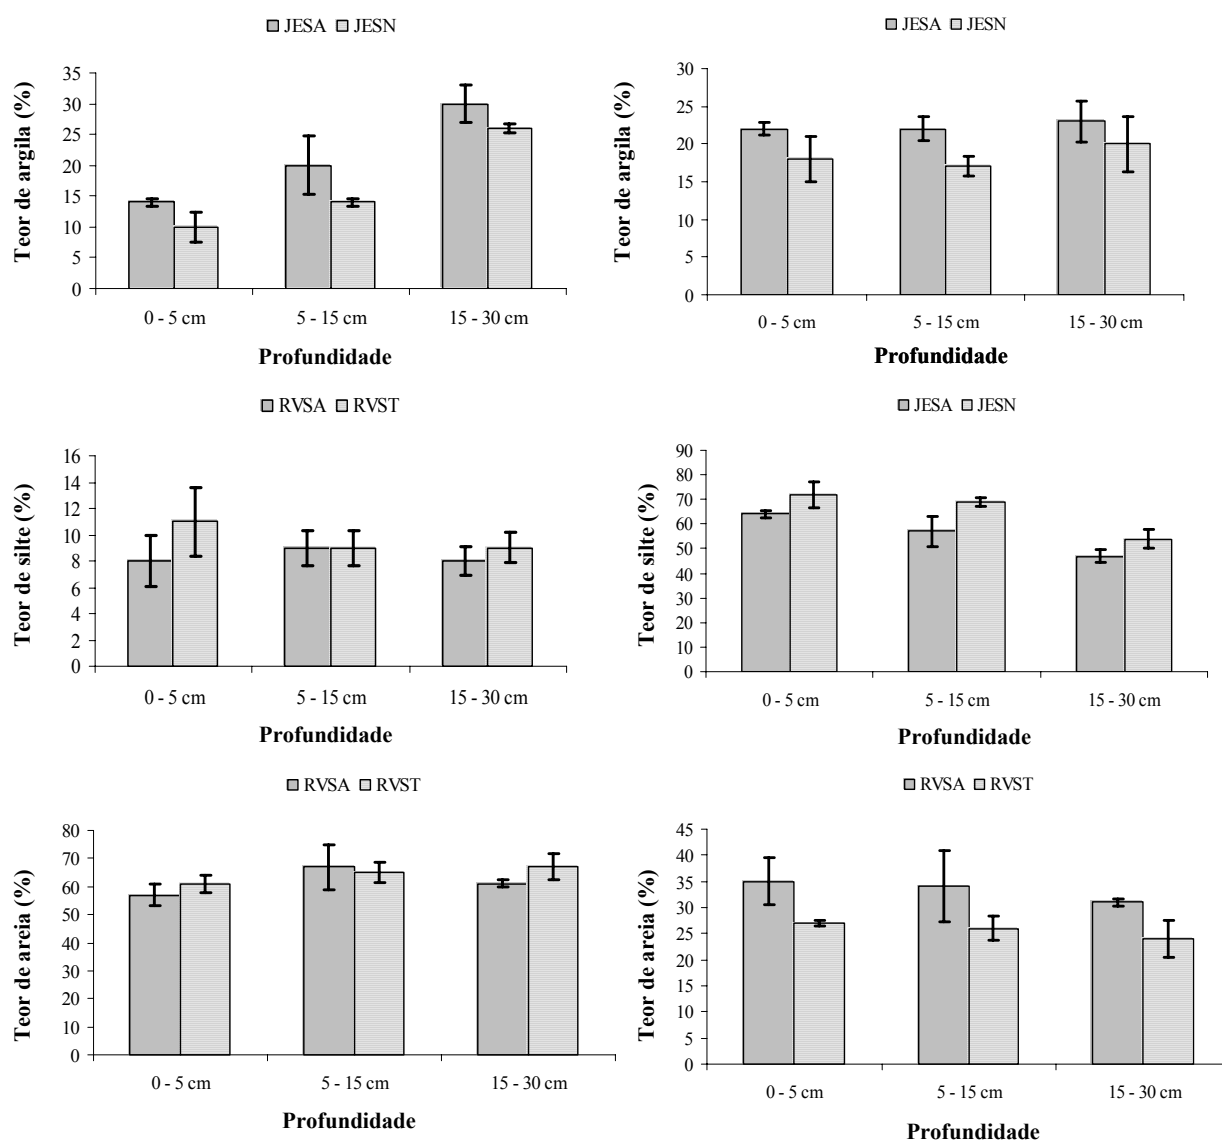 JESA JESN
Teor de argila (%)
35
30
25
20
15
10
5
0
0 - 5 cm 5 - 15 cm 15 - 30 cm
Profundidade
JESA JESN
Teor de argila (%)
30
25
20
15
10
5
0
0 - 5 cm 5 - 15 cm 15 - 30 cm
Profundidade
RVSA RVST
Teor de silte (%)
16
14
12
10
8
6
4
2
0
0 - 5 cm 5 - 15 cm 15 - 30 cm
Profundidade
JESA JESN
Teor de silte (%)
90
80
70
60
50
40
30
20
10
0
0 - 5 cm 5 - 15 cm 15 - 30 cm
Profundidade
RVSA RVST
Teor de areia (%)
80
70
60
50
40
30
20
10
0
0 - 5 cm 5 - 15 cm 15 - 30 cm
Profundidade
RVSA RVST
Teor de areia (%)
45
40
35
30
25
20
15
10
5
0
0 - 5 cm 5 - 15 cm 15 - 30 cm
Profundidade